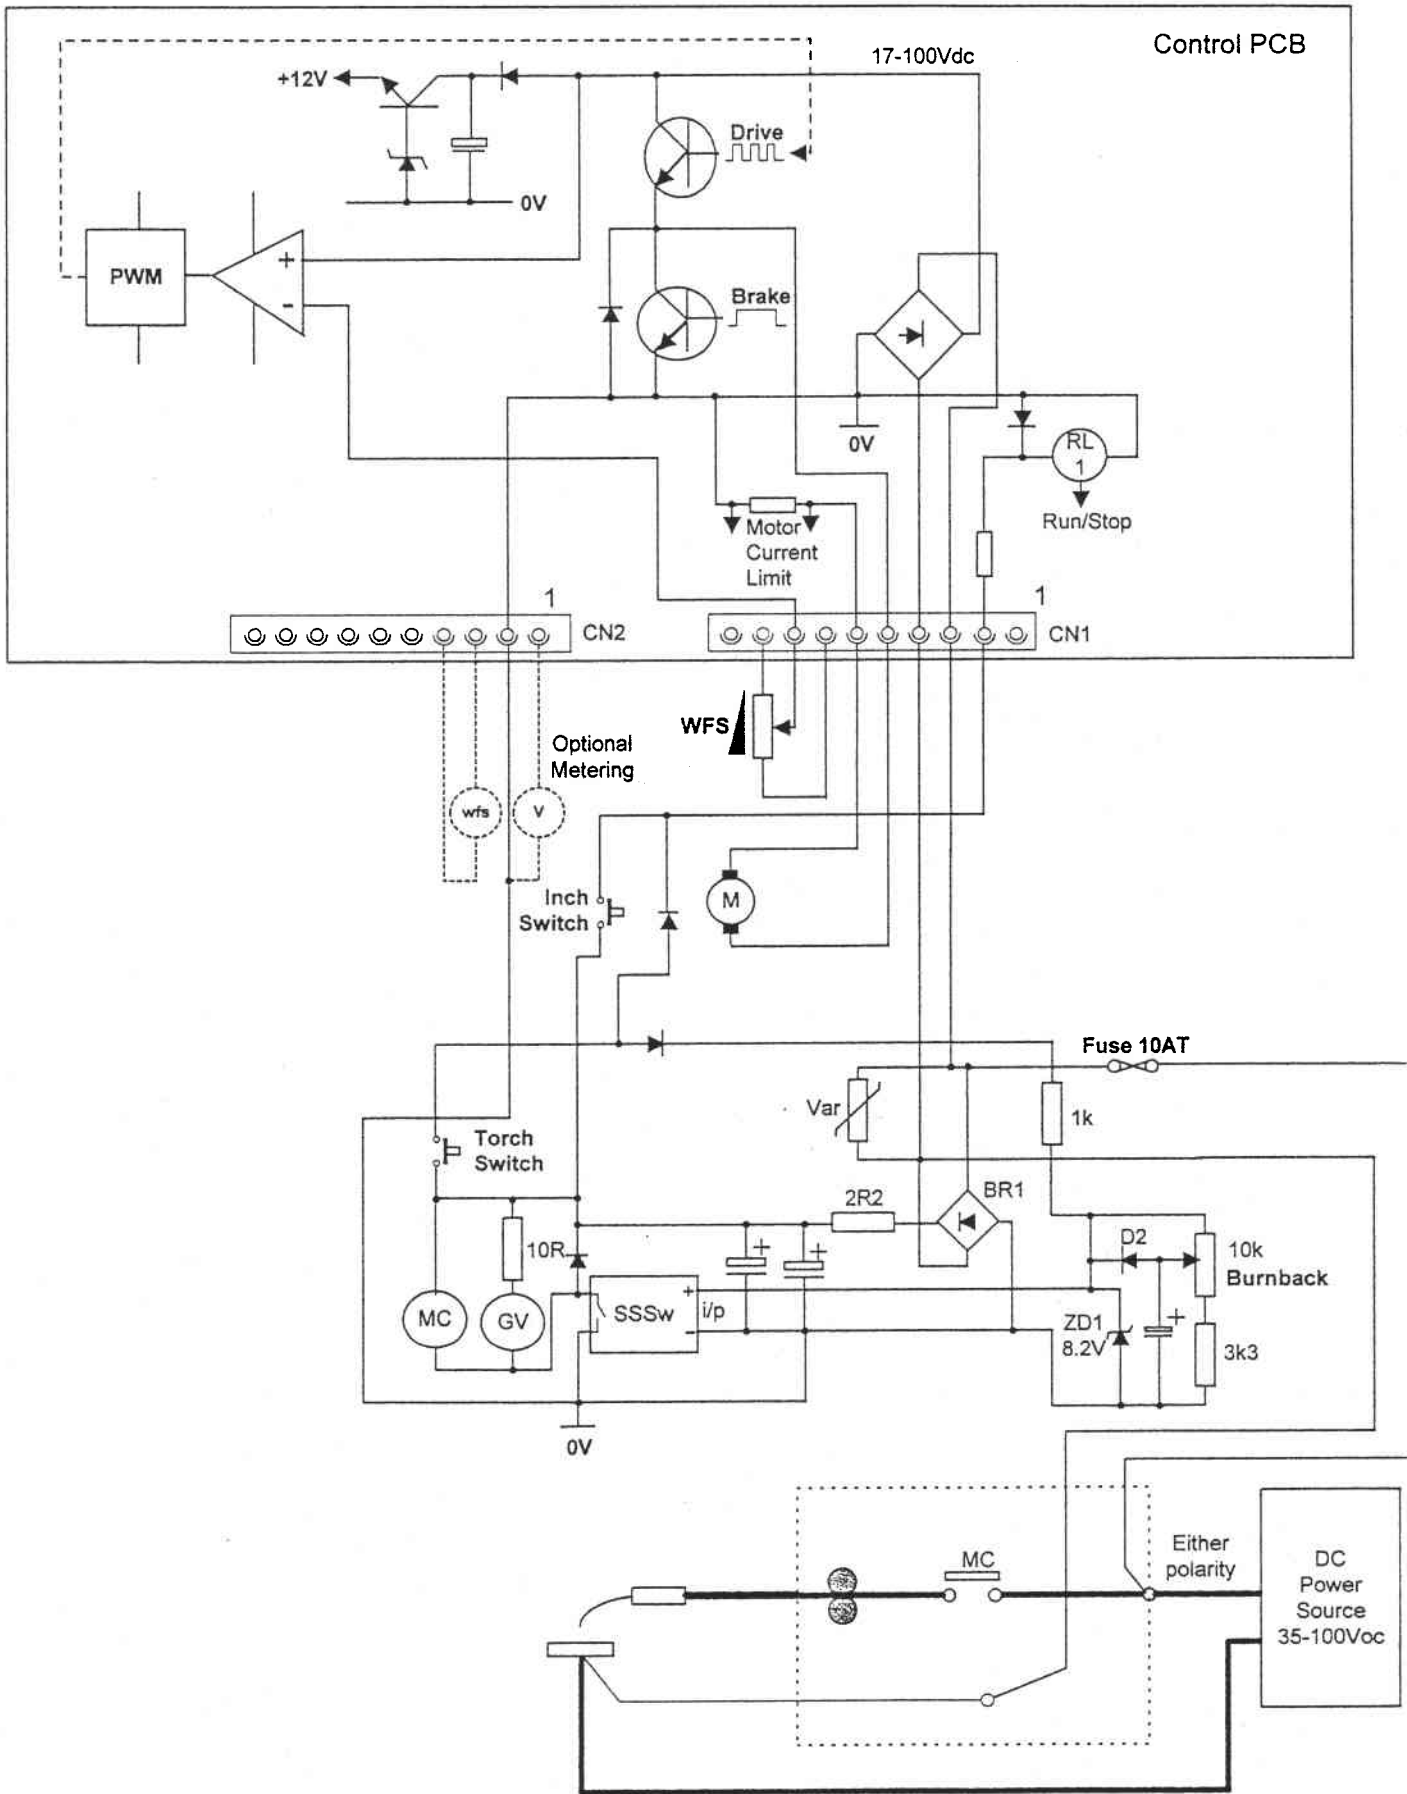 Control PCB
17-100Vdc
+12V
Drive
0V
PWM
+
-
Brake
0V
RL
1
Run/Stop
Motor
Current
Limit
1
CN2
1
CN1
WFS
Optional
Metering
wfs
V
Inch
Switch
M
Fuse 10AT
Var
1k
Torch
Switch
2R2
BR1
10R
+
+
D2
10k
Burnback
MC
GV
SSSw
+
-
i/p
ZD1
8.2V
+
3k3
0V
Either
polarity
MC
DC
Power
Source
35-100Voc